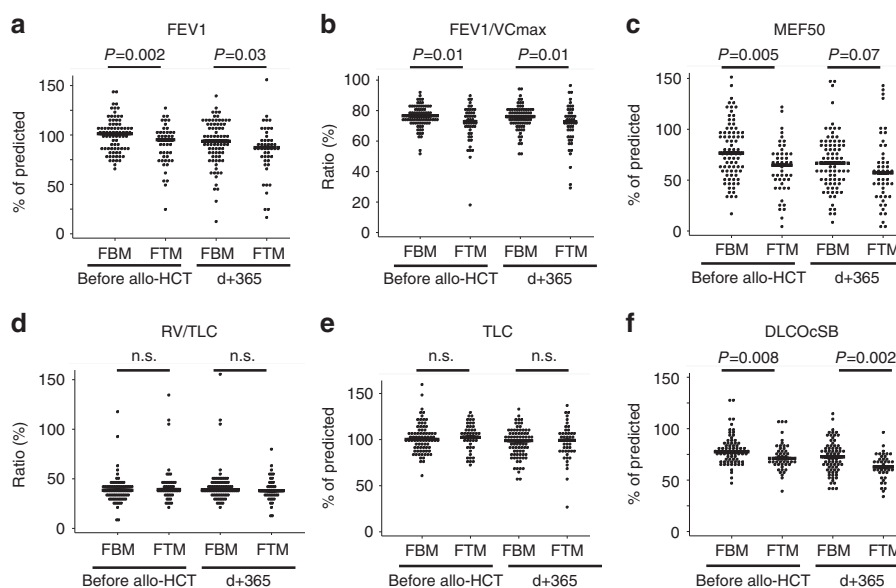 a
FEV1
P=0.002
P=0.03
% of predicted
150
100
50
0
FBM
FTM
FBM
FTM
Before allo-HCT
d+365
b
FEV1/VCmax
P=0.01
P=0.01
Ratio (%)
100
80
60
40
20
0
FBM
FTM
FBM
FTM
Before allo-HCT
d+365
c
MEF50
P=0.005
P=0.07
% of predicted
150
100
50
0
FBM
FTM
FBM
FTM
Before allo-HCT
d+365
d
RV/TLC
n.s.
n.s.
Ratio (%)
150
100
50
0
FBM
FTM
FBM
FTM
Before allo-HCT
d+365
e
TLC
n.s.
n.s.
% of predicted
150
100
50
0
FBM
FTM
FBM
FTM
Before allo-HCT
d+365
f
DLCOcSB
P=0.008
P=0.002
% of predicted
150
100
50
0
FBM
FTM
FBM
FTM
Before allo-HCT
d+365